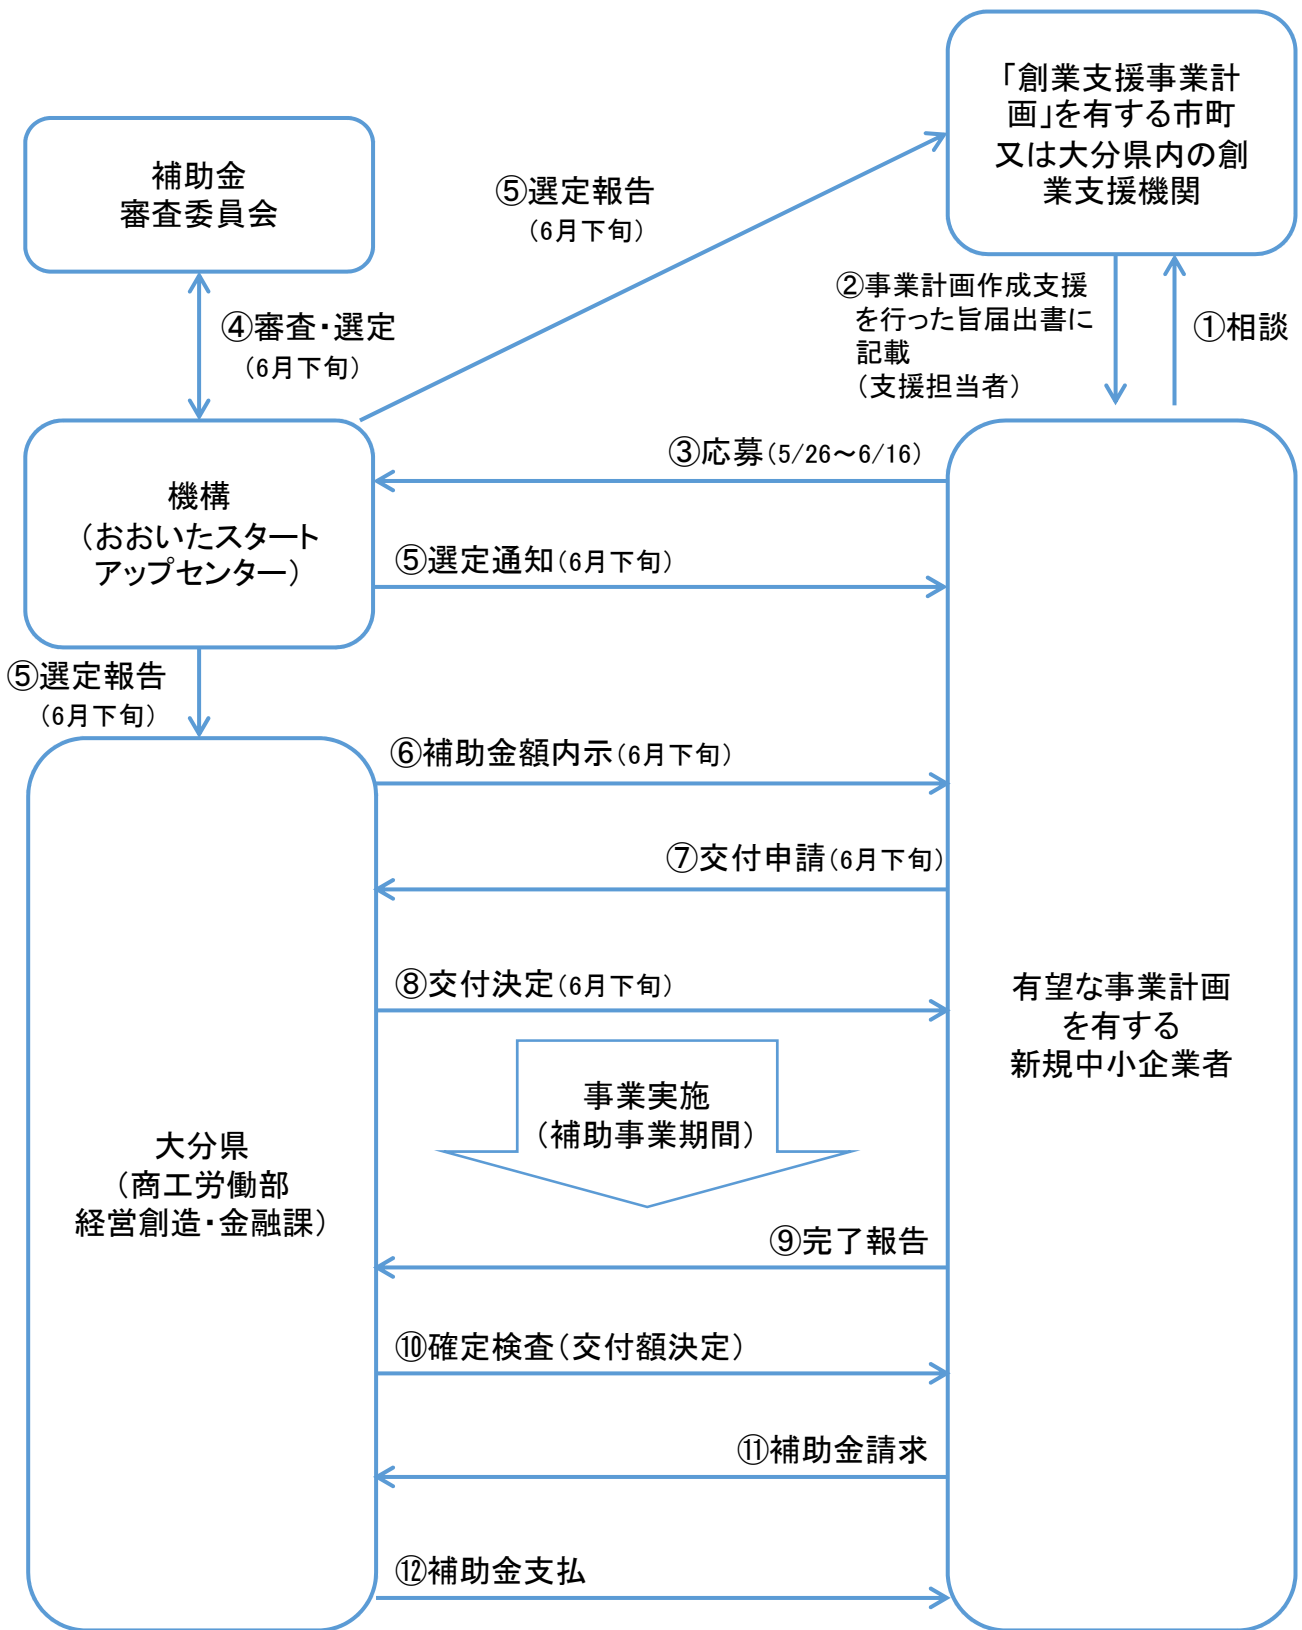 「創業支援事業計
画」を有する市町
又は大分県内の創
業支援機関
補助金
審査委員会
⑤選定報告
（6月下旬）
②事業計画作成支援
を行った旨届出書に
記載
（支援担当者）
①相談
④審査・選定
（6月下旬）
③応募（5/26～6/16）
機構
（おおいたスタート
アップセンター）
⑤選定通知（6月下旬）
⑤選定報告
（6月下旬）
⑥補助金額内示（6月下旬）
⑦交付申請（6月下旬）
⑧交付決定（6月下旬）
有望な事業計画
を有する
新規中小企業者
事業実施
（補助事業期間）
大分県
（商工労働部
経営創造・金融課）
⑨完了報告
⑩確定検査（交付額決定）
⑪補助金請求
⑫補助金支払